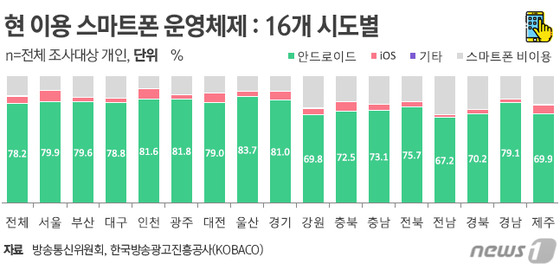 현 이용 스마트폰 운영체제 : 16개 시도별
n=전체 조사대상 개인, 단위 %
안드로이드 iOS 기타 스마트폰 비이용
78.2 79.9 79.6 78.8 81.6 81.8 79.0 83.7 81.0 69.8 72.5 73.1 75.7 67.2 70.2 79.1 69.9
전체 서울 부산 대구 인천 광주 대전 울산 경기 강원 충북 충남 전북 전남 경북 경남 제주
자료 방송통신위원회, 한국방송광고진흥공사(KOBACO)
news1